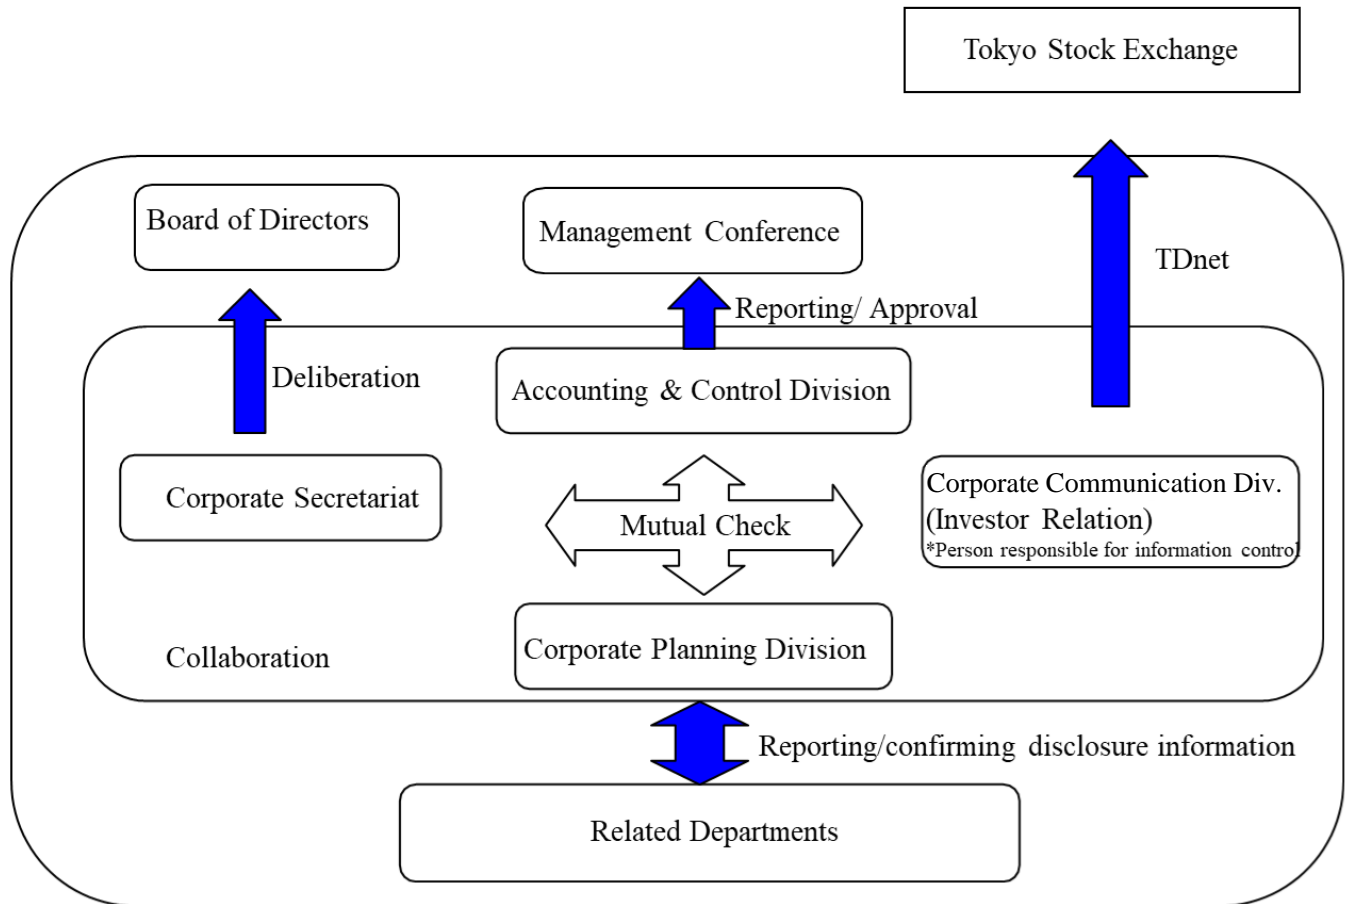 Tokyo Stock Exchange
Board of Directors
Management Conference
TDnet
Reporting/ Approval
Deliberation
Accounting & Control Division
Corporate Secretariat
Mutual Check
Corporate Communication Div.
(Investor Relation)
*Person responsible for information control
Corporate Planning Division
Collaboration
Reporting/confirming disclosure information
Related Departments